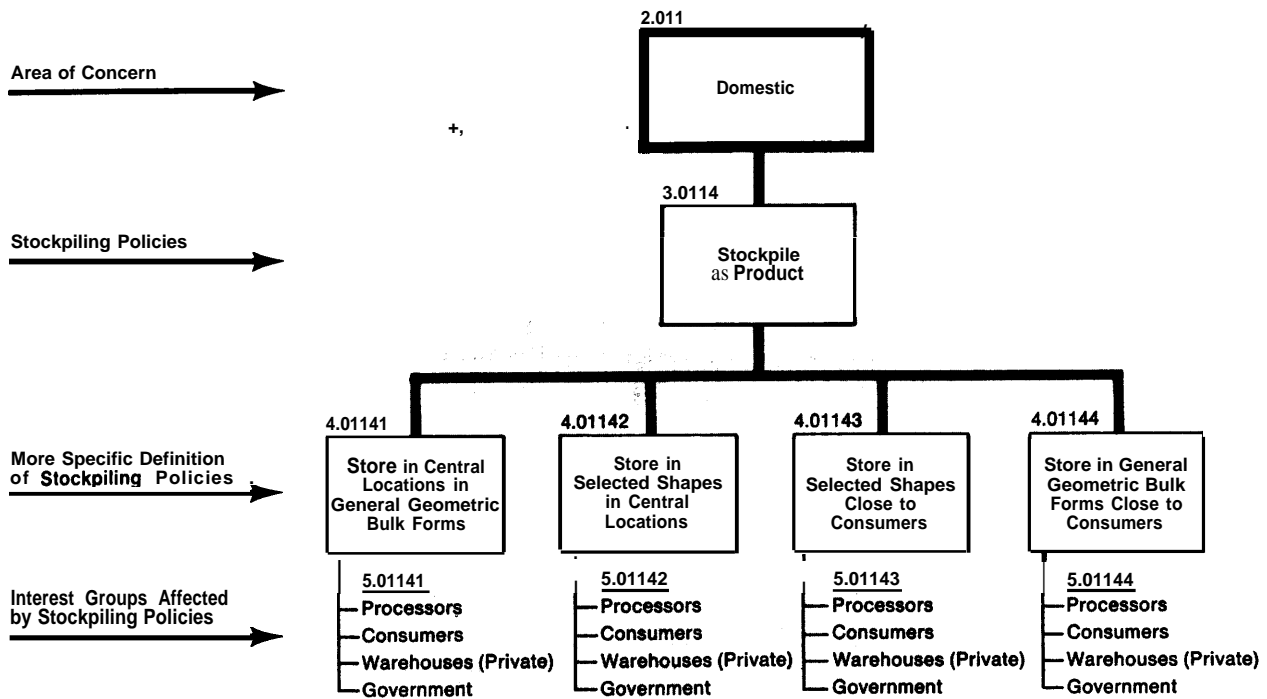 2.011
Area of Concern
Domestic
+,
3.0114
Stockpiling Policies
Stockpile
as Product
4.01141
4.01142
4.01143
4.01144
More Specific Definition
of Stockpiling Policies
Store in Central
Locations in
General Geometric
Bulk Forms
Store in
Selected Shapes
in Central
Locations
Store in
Selected Shapes
Close to
Consumers
Store in General
Geometric Bulk
Forms Close to
Consumers
Interest Groups Affected
by Stockpiling Policies
5.01141
Processors
Consumers
Warehouses (Private)
Government
5.01142
Processors
Consumers
Warehouses (Private)
Government
5.01143
Processors
Consumers
Warehouses (Private)
Government
5.01144
Processors
Consumers
Warehouses (Private)
Government